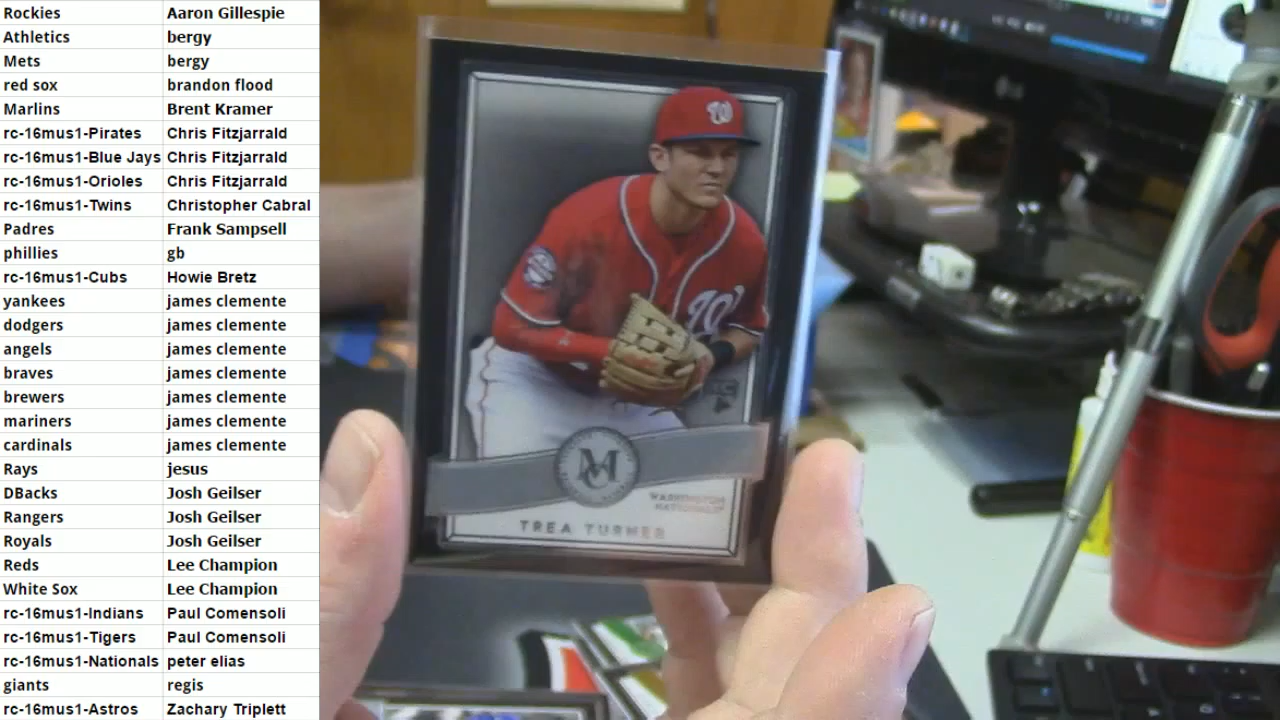 Rockies Aaron Gillespie
Athletics bergy
Mets bergy
red sox brandon flood
Marlins Brent Kramer
rc-16mus1-Pirates Chris Fitzjarrald
rc-16mus1-Blue Jays Chris Fitzjarrald
rc-16mus1-Orioles Chris Fitzjarrald
rc-16mus1-Twins Christopher Cabral
Padres Frank Sampsell
phillies gb
rc-16mus1-Cubs Howie Bretz
yankees james clemente
dodgers james clemente
angels james clemente
braves james clemente
brewers james clemente
mariners james clemente
cardinals james clemente
Rays jesus
DBacks Josh Geilser
Rangers Josh Geilser
Royals Josh Geilser
Reds Lee Champion
White Sox Lee Champion
rc-16mus1-Indians Paul Comensoli
rc-16mus1-Tigers Paul Comensoli
rc-16mus1-Nationals peter elias
giants regis
rc-16mus1-Astros Zachary Triplett
W
W
RC
M
WASHINGTON
NATIONALS
TREA TURNER